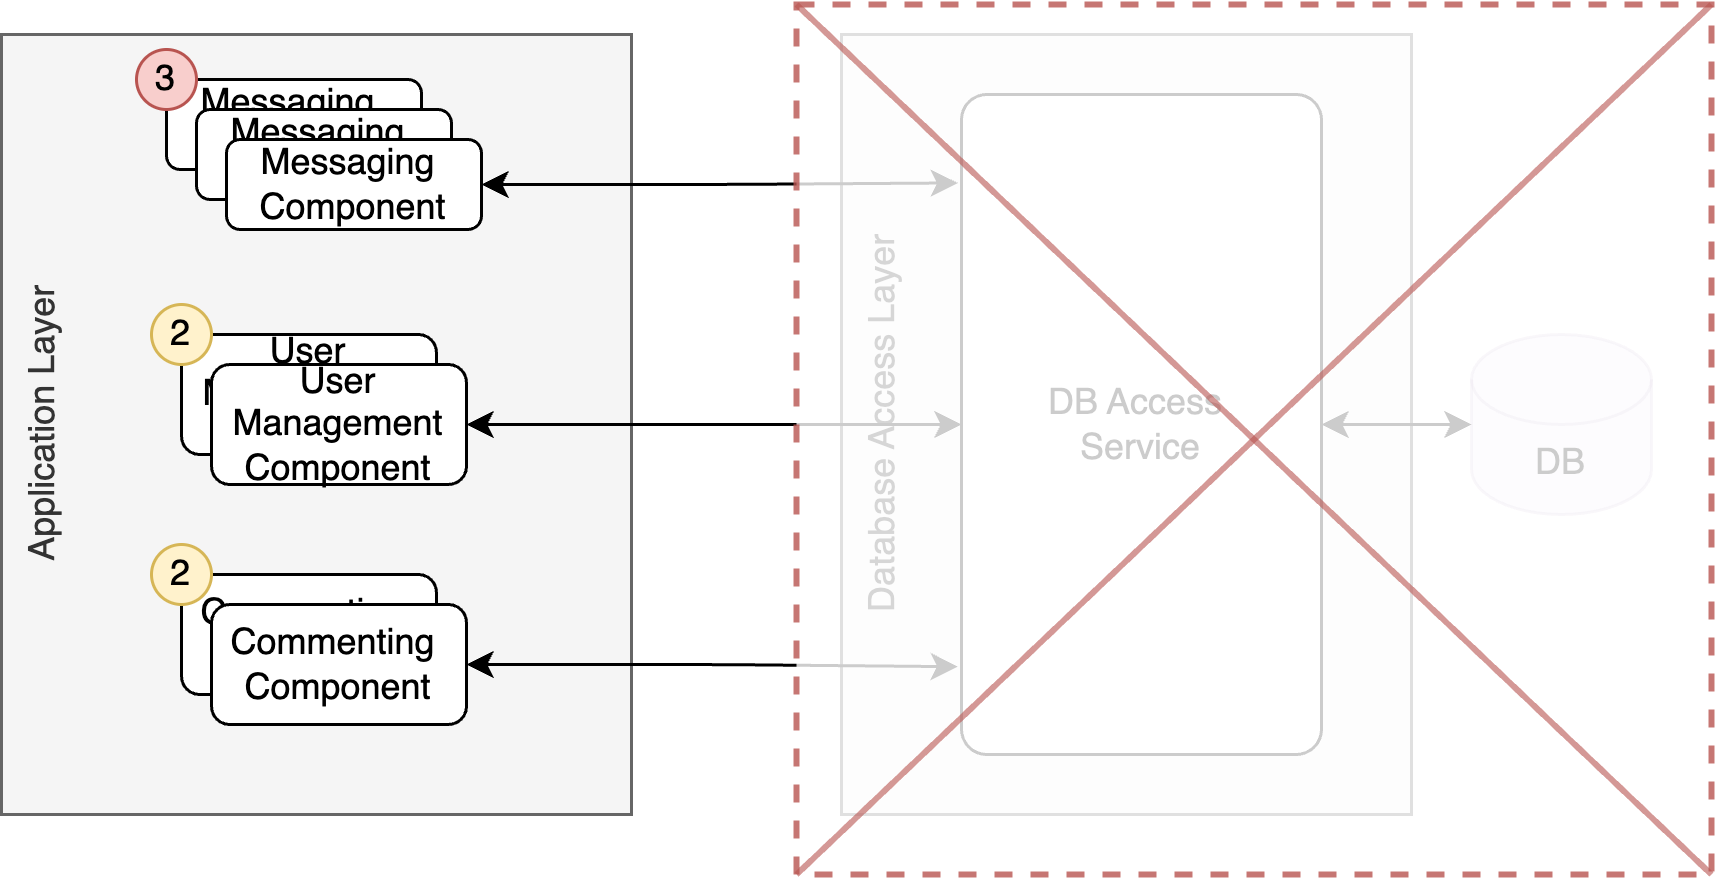 Application Layer
3
Messaging
Messaging
Messaging
Component
2
User
User
Management
Component
2
Commenting
Component
Database Access Layer
DB Access
Service
DB